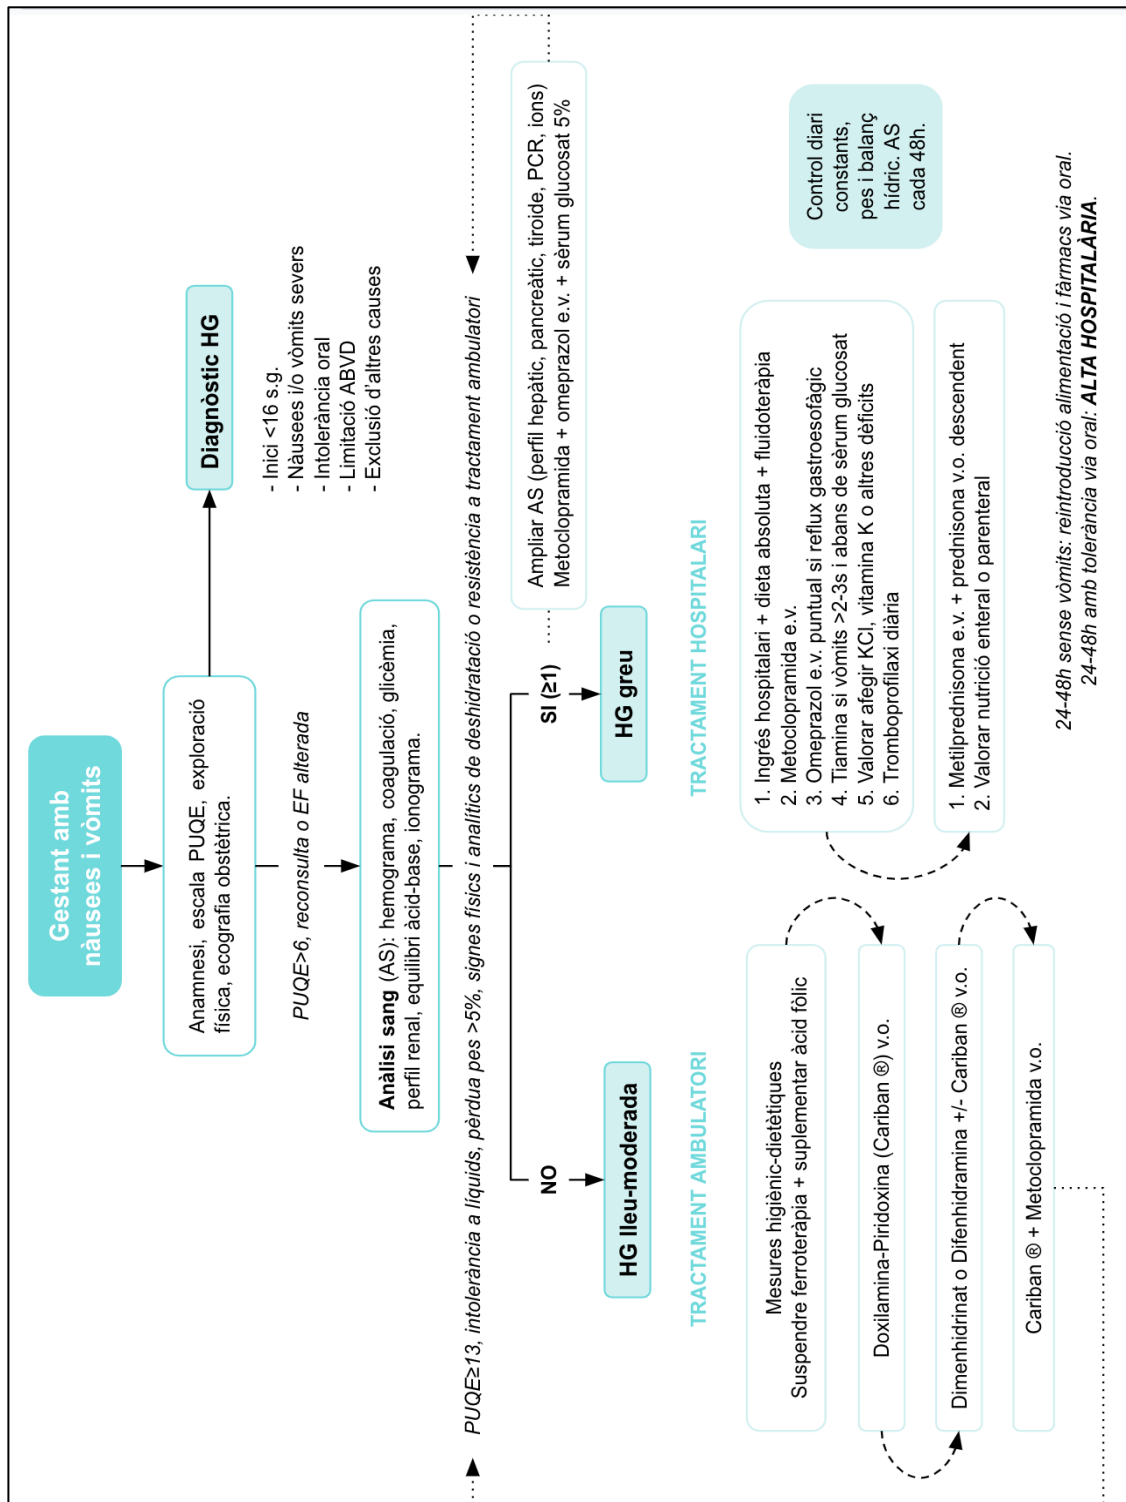 Gestant amb
nàusees i vòmits
Anamnesi, escala PUQE, exploració
física, ecografia obstètrica.
Diagnòstic HG
- Inici <16 s.g.
- Nàusees i/o vòmits severs
- Intolerància oral
- Limitació ABVD
- Exclusió d'altres causes
PUQE>6, reconsulta o EF alterada
Anàlisi sang (AS): hemograma, coagulació, glicèmia,
perfil renal, equilibri àcid-base, ionograma.
PUQE≥13, intolerància a líquids, pèrdua pes >5%, signes físics i analítics de deshidratació o resistència a tractament ambulatori
NO
SI (≥1)
Ampliar AS (perfil hepàtic, pancreàtic, tiroide, PCR, ions)
Metoclopramida + omeprazol e.v. + sèrum glucosat 5%
HG lleu-moderada
HG greu
TRACTAMENT AMBULATORI
Mesures higiènic-dietètiques
Suspendre ferroteràpia + suplementar àcid fòlic
Doxilamina-Piridoxina (Cariban ®) v.o.
Dimenhidrinat o Difenhidramina +/- Cariban ® v.o.
Cariban ® + Metoclopramida v.o.
TRACTAMENT HOSPITALARI
1. Ingrés hospitalari + dieta absoluta + fluidoteràpia
2. Metoclopramida e.v.
3. Omeprazol e.v. puntual si reflux gastroesofàgic
4. Tiamina si vòmits >2-3s i abans de sèrum glucosat
5. Valorar afegir KCl, vitamina K o altres dèficits
6. Tromboprofilaxi diària
1. Metilprednisona e.v. + prednisona v.o. descendent
2. Valorar nutrició enteral o parenteral
Control diari
constants,
pes i balanç
hídric. AS
cada 48h.
24-48h sense vòmits: reintroducció alimentació i fàrmacs via oral.
24-48h amb tolerància via oral: ALTA HOSPITALÀRIA.